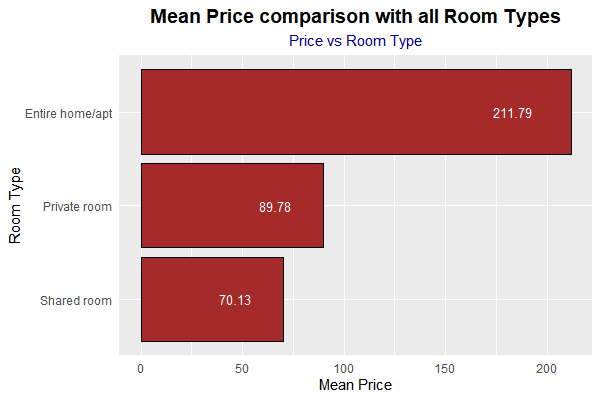 Mean Price comparison with all Room Types
Price vs Room Type
Room Type
Entire home/apt
211.79
Private room
89.78
Shared room
70.13
0 50 100 150 200
Mean Price